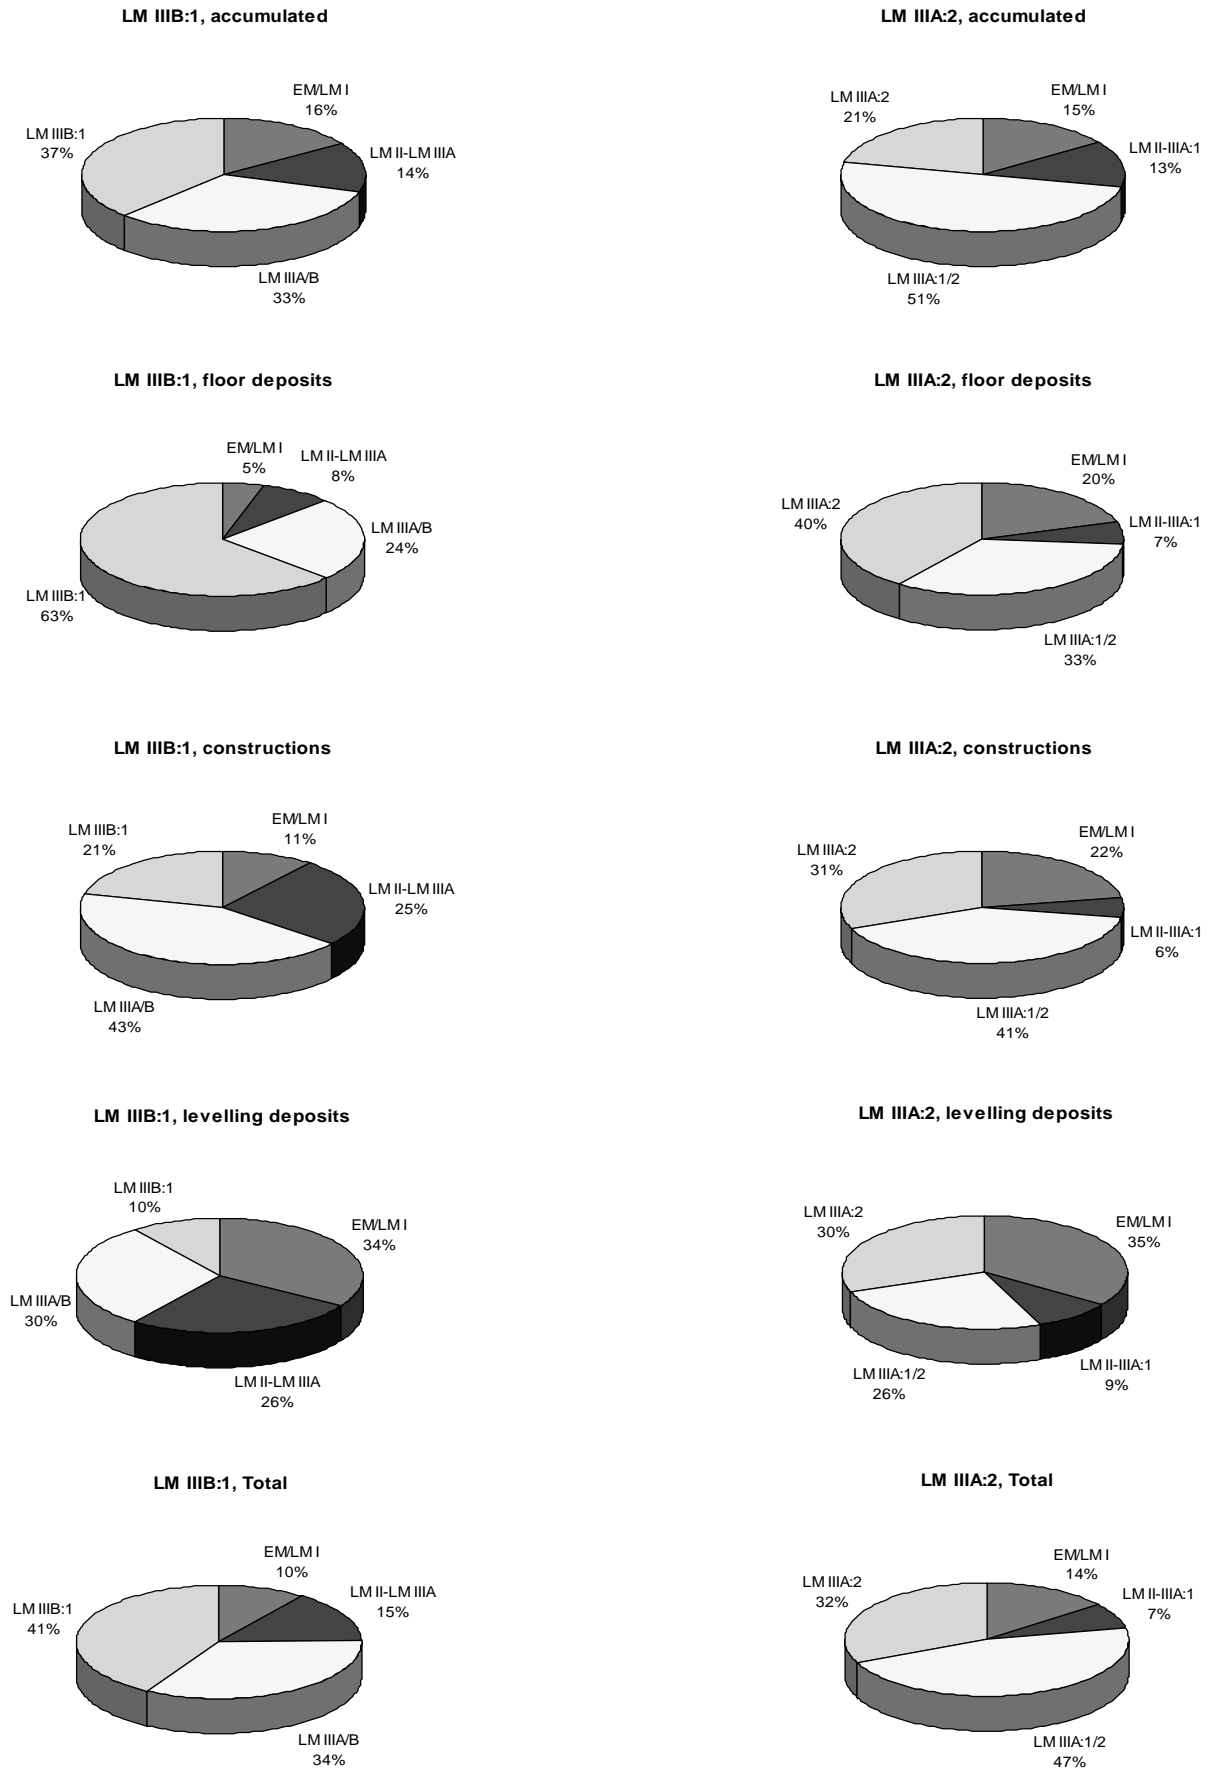 LM IIIB:1, accumulated
EM/LM I
16%
LM IIIB:1
37%
LM II-LM IIIA
14%
LM IIIA/B
33%
LM IIIA:2, accumulated
EM/LM I
15%
LM IIIA:2
21%
LM II-IIIA:1
13%
LM IIIA:1/2
51%
LM IIIB:1, floor deposits
EM/LM I
5%
LM II-LM IIIA
8%
LM IIIA/B
24%
LM IIIB:1
63%
LM IIIA:2, floor deposits
EM/LM I
20%
LM IIIA:2
40%
LM II-IIIA:1
7%
LM IIIA:1/2
33%
LM IIIB:1, constructions
EM/LM I
11%
LM IIIB:1
21%
LM II-LM IIIA
25%
LM IIIA/B
43%
LM IIIA:2, constructions
EM/LM I
22%
LM IIIA:2
31%
LM II-IIIA:1
6%
LM IIIA:1/2
41%
LM IIIB:1, levelling deposits
LM IIIB:1
10%
EM/LM I
34%
LM IIIA/B
30%
LM II-LM IIIA
26%
LM IIIA:2, levelling deposits
LM IIIA:2
30%
EM/LM I
35%
LM IIIA:1/2
26%
LM II-IIIA:1
9%
LM IIIB:1, Total
EM/LM I
10%
LM II-LM IIIA
15%
LM IIIB:1
41%
LM IIIA/B
34%
LM IIIA:2, Total
EM/LM I
14%
LM IIIA:2
32%
LM II-IIIA:1
7%
LM IIIA:1/2
47%